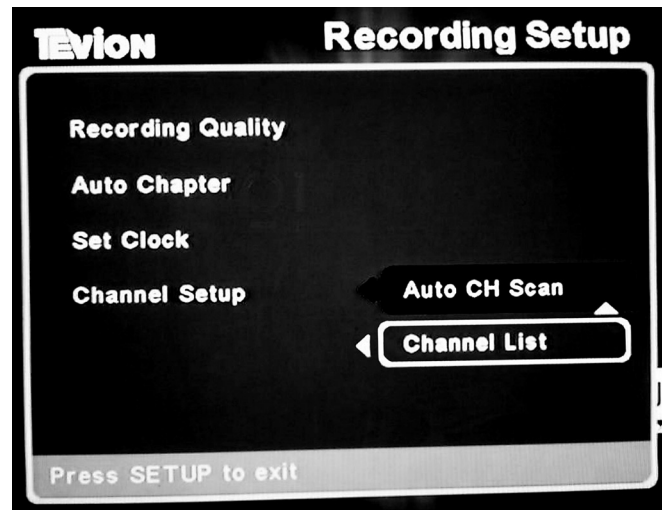 TEVION
Recording Setup
Recording Quality
Auto Chapter
Set Clock
Channel Setup
Auto CH Scan
Channel List
Press SETUP to exit